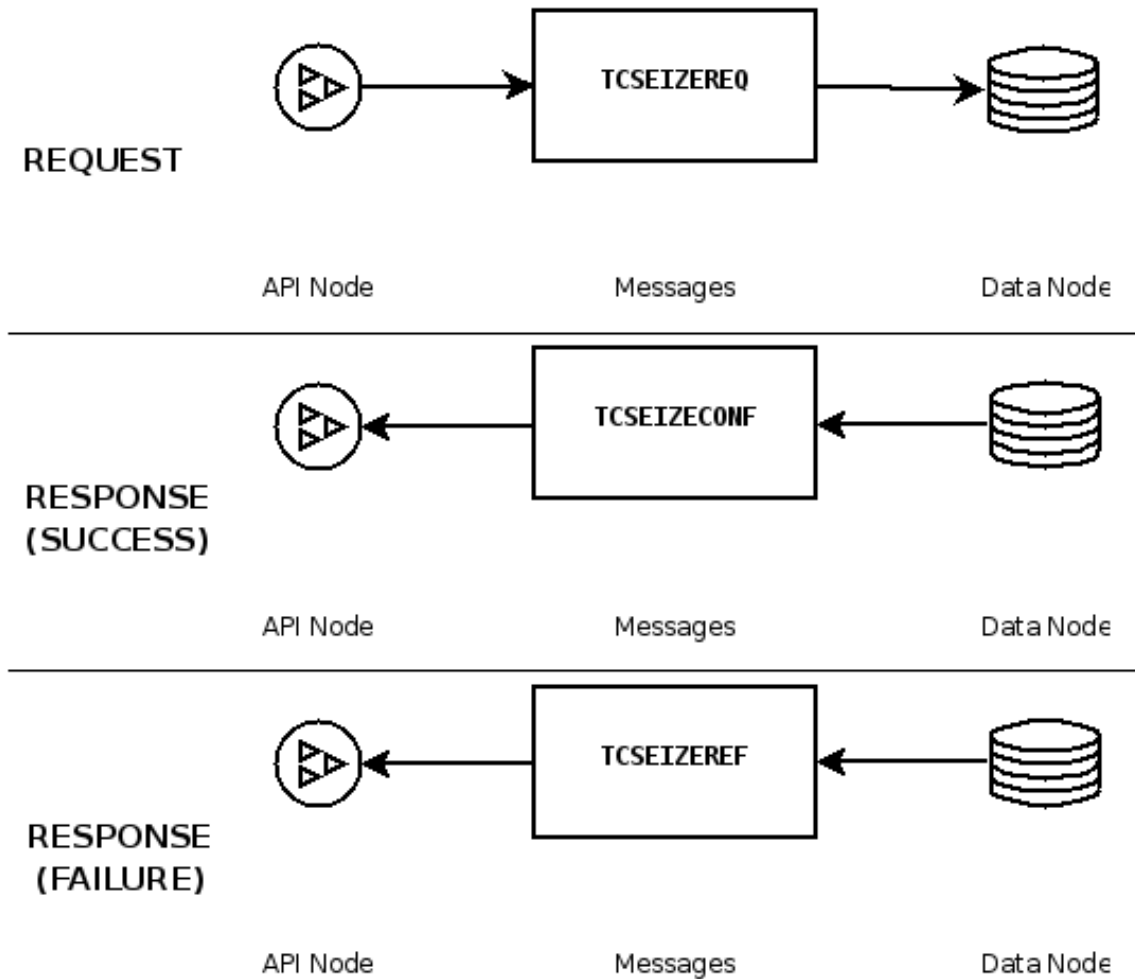 TCSEIZEREQ
REQUEST
API Node
Messages
Data Node
TCSEIZECONF
RESPONSE
(SUCCESS)
API Node
Messages
Data Node
TCSEIZEREF
RESPONSE
(FAILURE)
API Node
Messages
Data Node